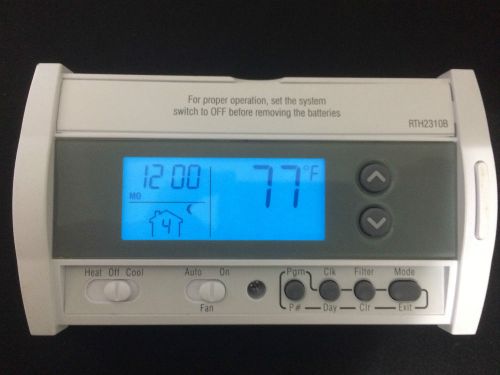 For proper operation, set the system
switch to OFF before removing the batteries
RTH2310B
12:00
77°F
MO
4
Heat Off Cool
Auto On
Fan
Pgm Clk Filter Mode
P# Day Clr Exit